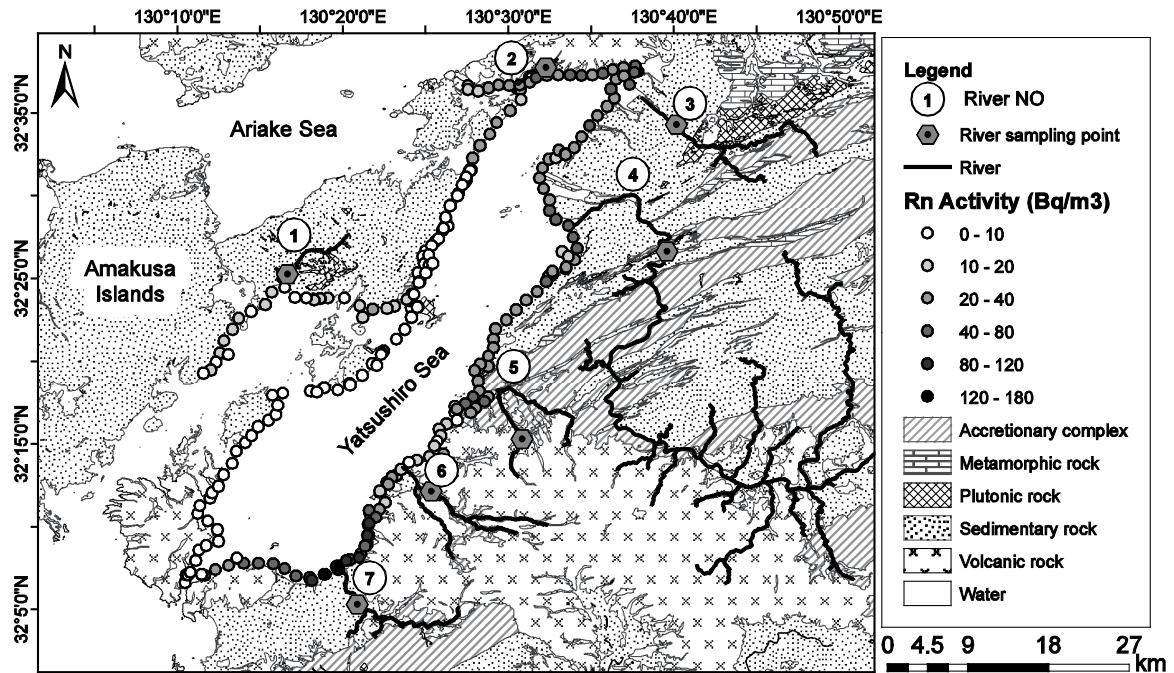 130°10'0"E 130°20'0"E 130°30'0"E 130°40'0"E 130°50'0"E
32°35'0"N
32°25'0"N
32°15'0"N
32°5'0"N
N
Ariake Sea
Amakusa
Islands
Yatsushiro Sea
2
3
4
1
5
6
7
Legend
1 River NO
River sampling point
River
Rn Activity (Bq/m3)
0 - 10
10 - 20
20 - 40
40 - 80
80 - 120
120 - 180
Accretionary complex
Metamorphic rock
Plutonic rock
Sedimentary rock
Volcanic rock
Water
0 4.5 9 18 27
km